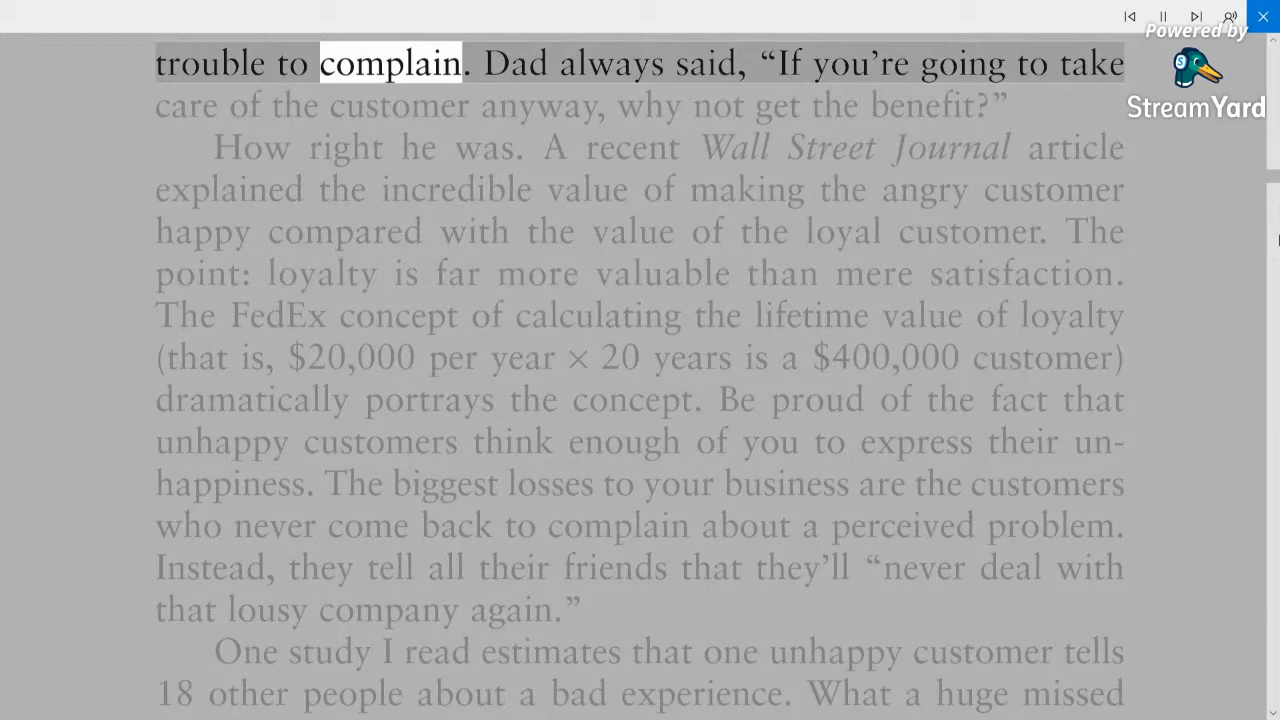 Powered by
StreamYard
trouble to complain. Dad always said, “If you’re going to take
care of the customer anyway, why not get the benefit?”
How right he was. A recent Wall Street Journal article
explained the incredible value of making the angry customer
happy compared with the value of the loyal customer. The
point: loyalty is far more valuable than mere satisfaction.
The FedEx concept of calculating the lifetime value of loyalty
(that is, $20,000 per year × 20 years is a $400,000 customer)
dramatically portrays the concept. Be proud of the fact that
unhappy customers think enough of you to express their un-
happiness. The biggest losses to your business are the customers
who never come back to complain about a perceived problem.
Instead, they tell all their friends that they’ll “never deal with
that lousy company again.”
One study I read estimates that one unhappy customer tells
18 other people about a bad experience. What a huge missed